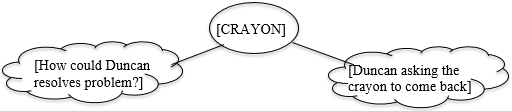 [CRAYON]
[How could Duncan
resolves problem?]
[Duncan asking the
crayon to come back]